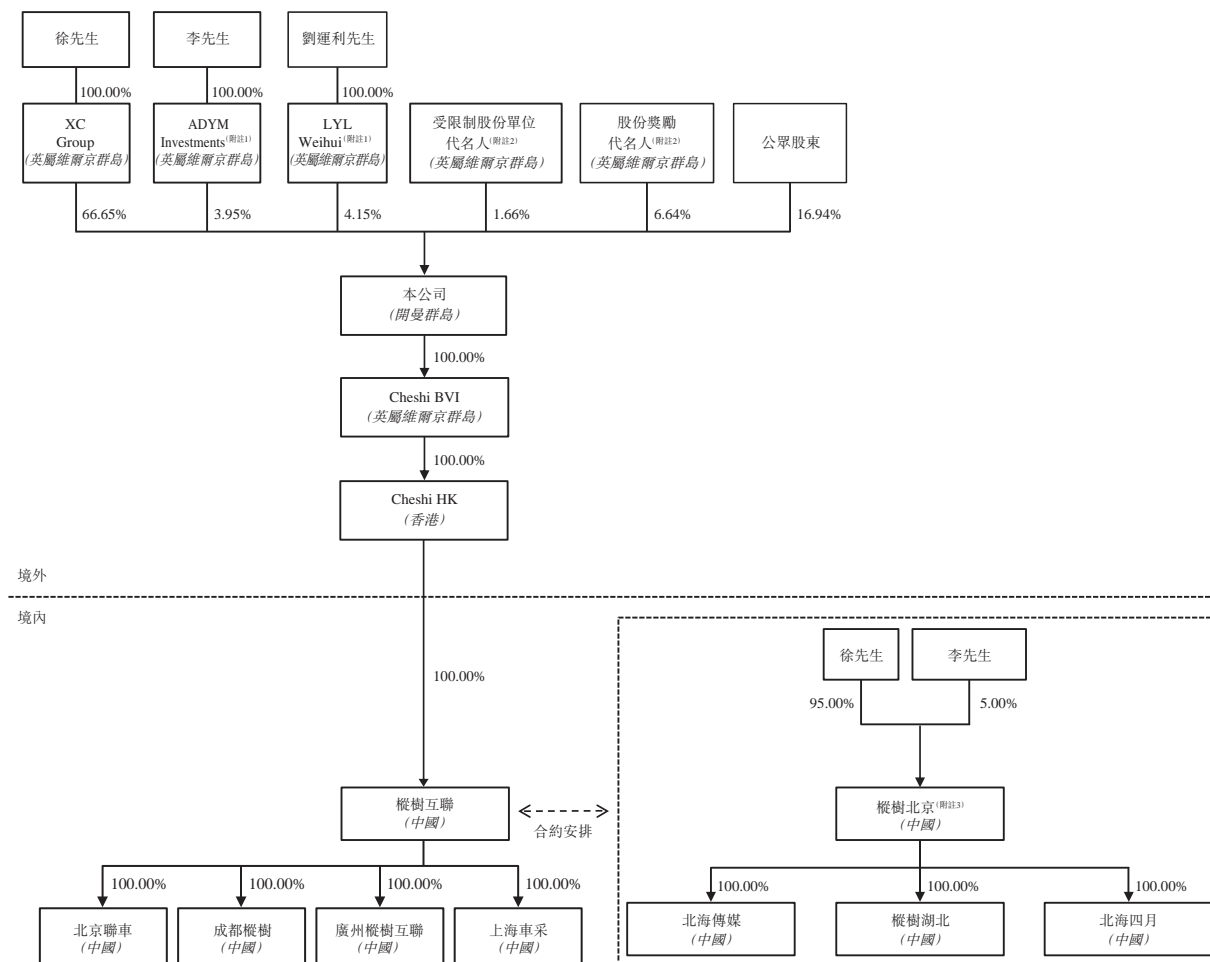 徐先生
李先生
劉運利先生
100.00%
100.00%
100.00%
XC
Group
(英屬維爾京群島)
ADYM
Investments(附註1)
(英屬維爾京群島)
LYL
Weihui(附註1)
(英屬維爾京群島)
受限制股份單位
代名人(附註2)
(英屬維爾京群島)
股份獎勵
代名人(附註2)
(英屬維爾京群島)
公眾股東
66.65%
3.95%
4.15%
1.66%
6.64%
16.94%
本公司
(開曼群島)
100.00%
Cheshi BVI
(英屬維爾京群島)
100.00%
Cheshi HK
(香港)
境外
境內
100.00%
徐先生
李先生
95.00%
5.00%
樅樹互聯
(中國)
合約安排
樅樹北京(附註3)
(中國)
100.00%
100.00%
100.00%
100.00%
100.00%
100.00%
100.00%
北京聯車
(中國)
成都樅樹
(中國)
廣州樅樹互聯
(中國)
上海車采
(中國)
北海傳媒
(中國)
樅樹湖北
(中國)
北海四月
(中國)